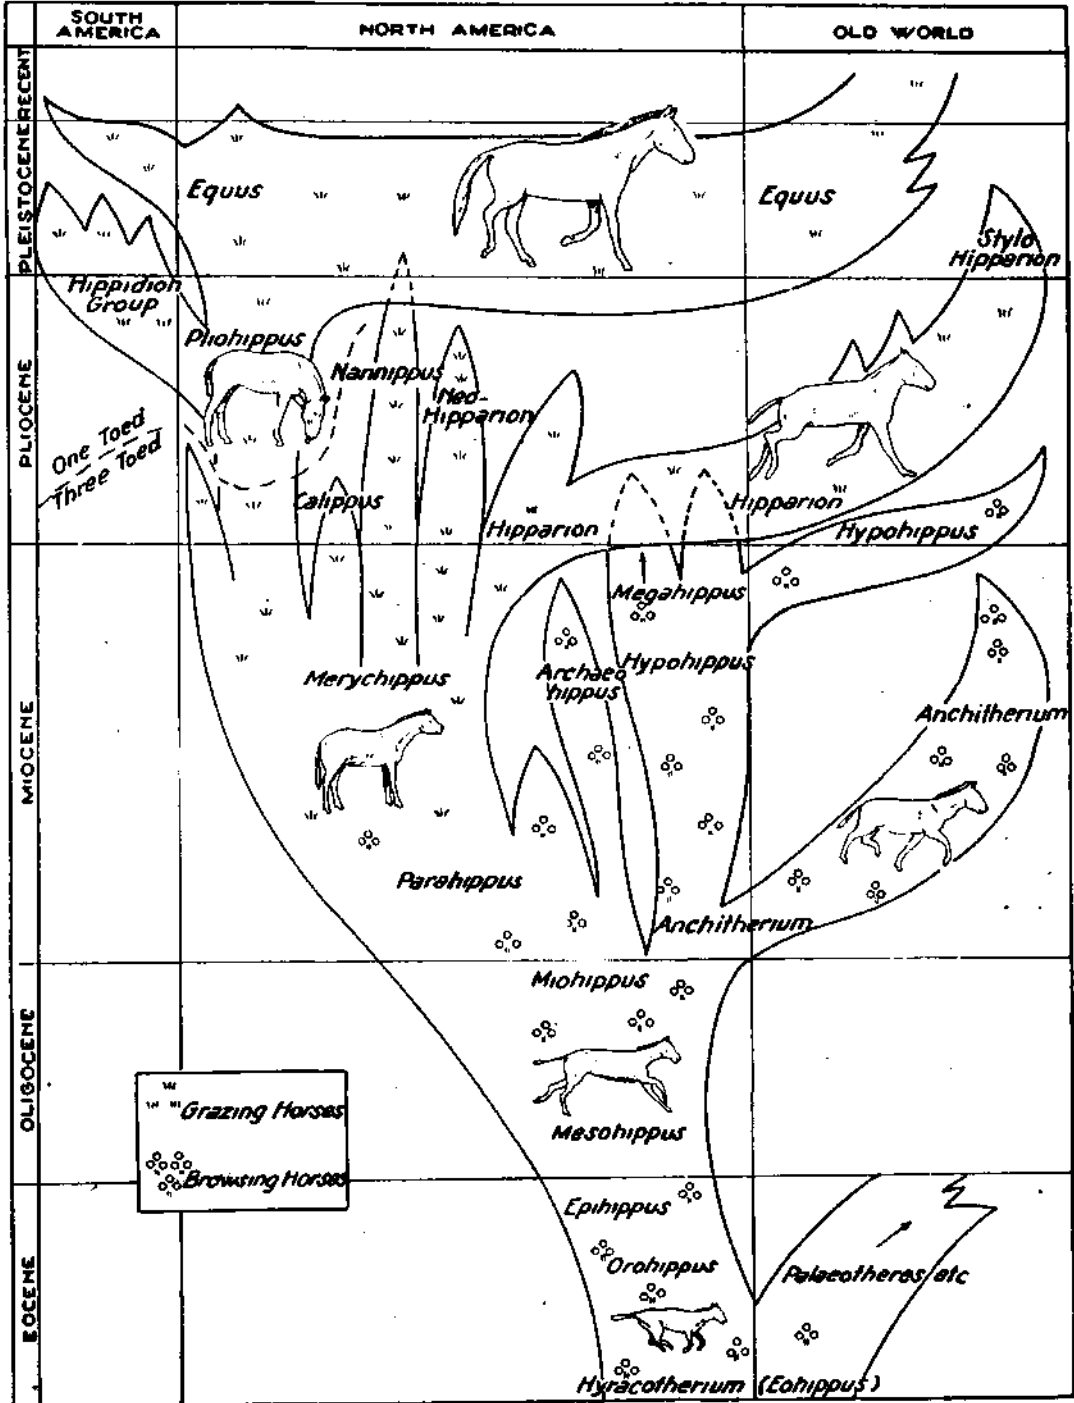 SOUTH
AMERICA
NORTH AMERICA
OLD WORLD
RECENT
PLEISTOCENE
PLIOCENE
MIOCENE
OLIGOCENE
EOCENE
Equus
Equus
Stylo
Hipparion
Hippidion
Group
Pliohippus
Nannippus
Neo-
Hipparion
One Toed
Three Toed
Calippus
Hipparion
Hipparion
Hypohippus
Megahippus
Merychippus
Archaeo
hippus
Hypohippus
Anchitherium
Parahippus
Anchitherium
Miohippus
Mesohippus
Grazing Horses
Browsing Horses
Epihippus
Orohippus
Palaeotheres etc
Hyracotherium (Eohippus)